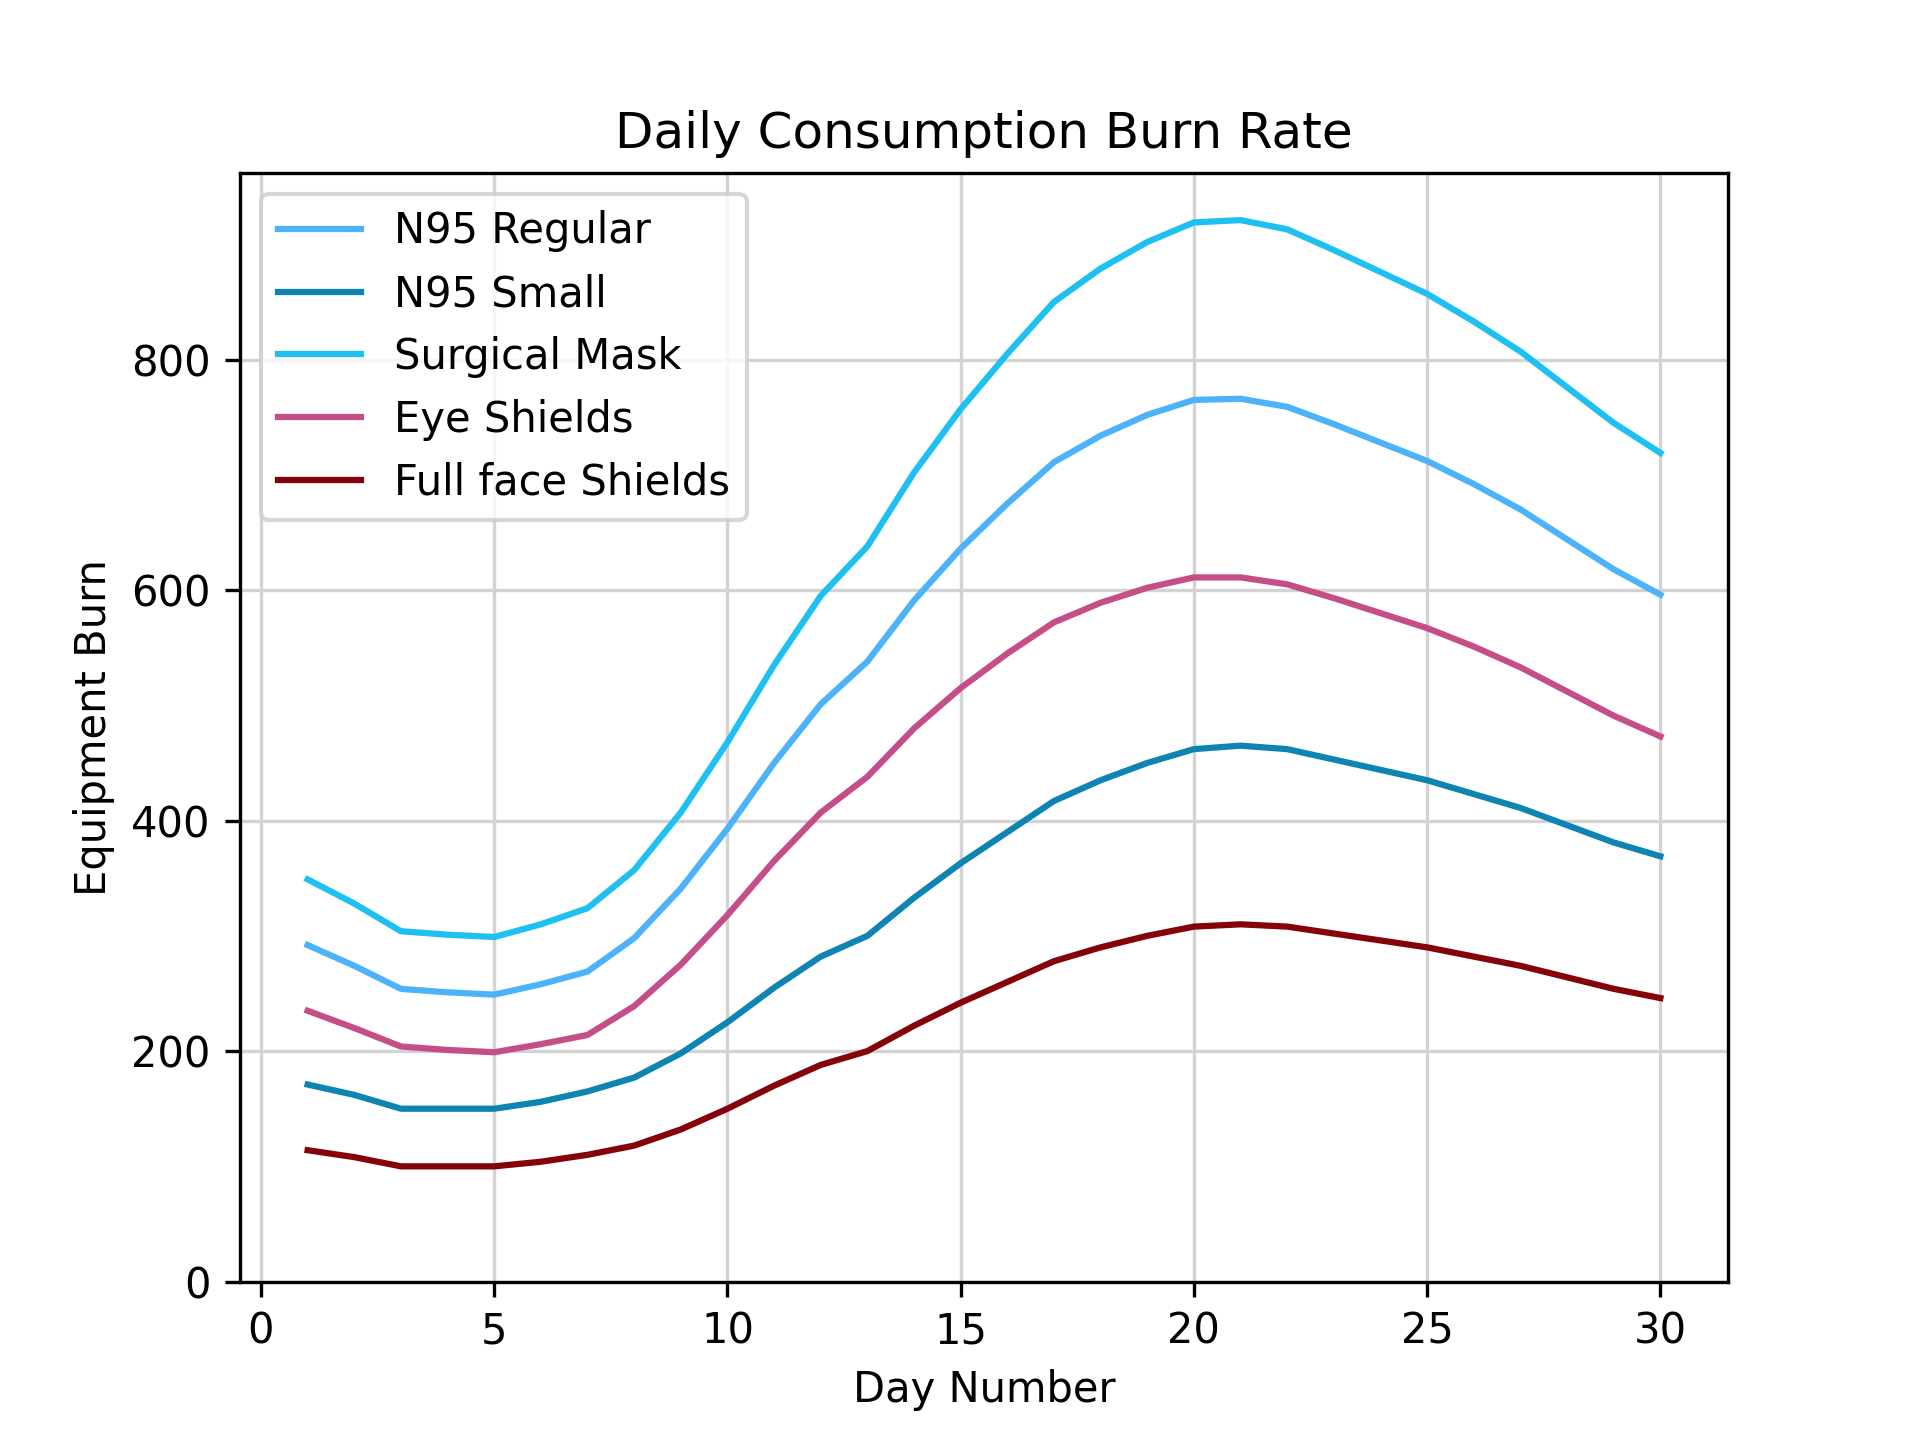 Daily Consumption Burn Rate
N95 Regular
N95 Small
Surgical Mask
Eye Shields
Full face Shields
Equipment Burn
800
600
400
200
0
0 5 10 15 20 25 30
Day Number